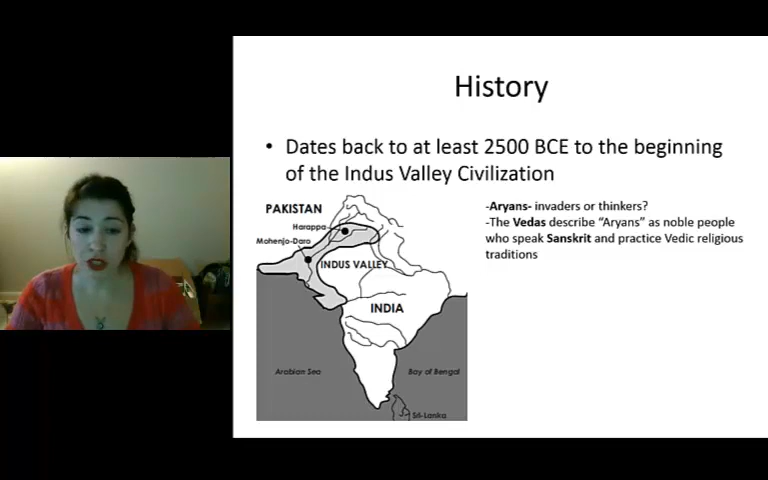 History
• Dates back to at least 2500 BCE to the beginning
of the Indus Valley Civilization
PAKISTAN
Harappa
Mohenjo-Daro
INDUS VALLEY
INDIA
Arabian Sea
Bay of Bengal
Sri-Lanka
-Aryans- invaders or thinkers?
-The Vedas describe “Aryans” as noble people
who speak Sanskrit and practice Vedic religious
traditions